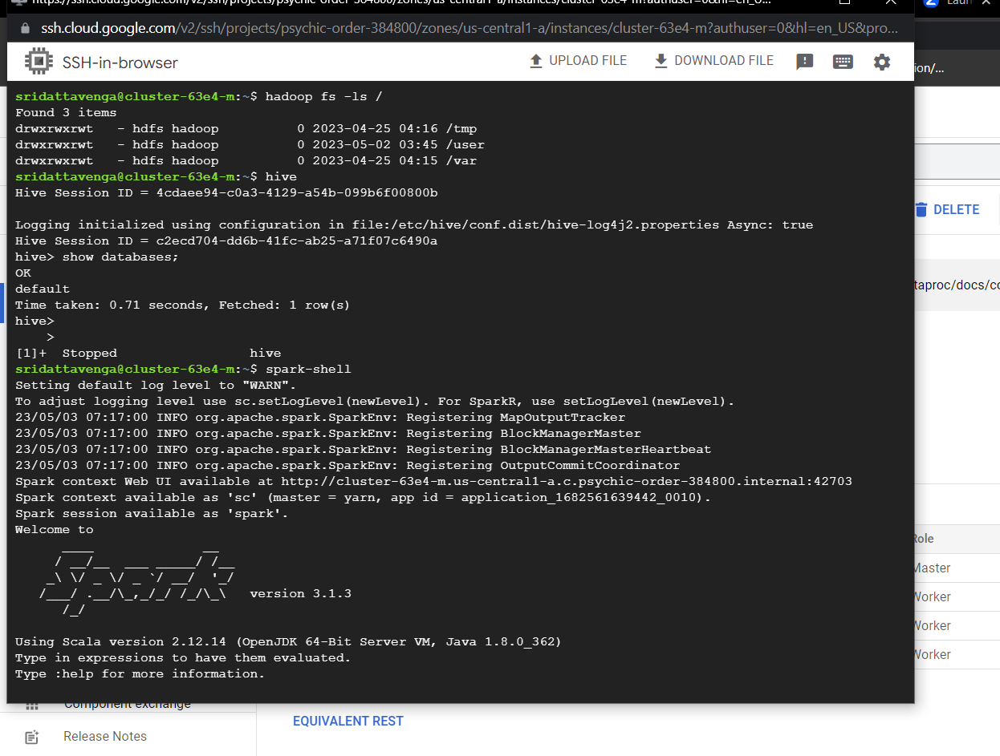 ssh.cloud.google.com/v2/ssh/projects/psychic-order-384800/zones/us-central1-a/instances/cluster-63e4-m?authuser=0&hl=en_US&pro...
SSH-in-browser
UPLOAD FILE
DOWNLOAD FILE
ion/...
sridattavenga@cluster-63e4-m:~$ hadoop fs -ls /
Found 3 items
drwxrwxrwt   - hdfs hadoop          0 2023-04-25 04:16 /tmp
drwxrwxrwt   - hdfs hadoop          0 2023-05-02 03:45 /user
drwxrwxrwt   - hdfs hadoop          0 2023-04-25 04:15 /var
sridattavenga@cluster-63e4-m:~$ hive
Hive Session ID = 4cdaee94-c0a3-4129-a54b-099b6f00800b
Logging initialized using configuration in file:/etc/hive/conf.dist/hive-log4j2.properties Async: true
Hive Session ID = c2ecd704-dd6b-41fc-ab25-a71f07c6490a
hive> show databases;
OK
default
Time taken: 0.71 seconds, Fetched: 1 row(s)
hive>
    >
[1]+  Stopped                 hive
sridattavenga@cluster-63e4-m:~$ spark-shell
Setting default log level to "WARN".
To adjust logging level use sc.setLogLevel(newLevel). For SparkR, use setLogLevel(newLevel).
23/05/03 07:17:00 INFO org.apache.spark.SparkEnv: Registering MapOutputTracker
23/05/03 07:17:00 INFO org.apache.spark.SparkEnv: Registering BlockManagerMaster
23/05/03 07:17:00 INFO org.apache.spark.SparkEnv: Registering BlockManagerMasterHeartbeat
23/05/03 07:17:00 INFO org.apache.spark.SparkEnv: Registering OutputCommitCoordinator
Spark context Web UI available at http://cluster-63e4-m.us-central1-a.c.psychic-order-384800.internal:42703
Spark context available as 'sc' (master = yarn, app id = application_1682561639442_0010).
Spark session available as 'spark'.
Welcome to
      ____              __
     / __/__  ___ _____/ /__
    _\ \/ _ \/ _ `/ __/  '_/
   /___/ .__/\_,_/_/ /_/\_\   version 3.1.3
      /_/
Using Scala version 2.12.14 (OpenJDK 64-Bit Server VM, Java 1.8.0_362)
Type in expressions to have them evaluated.
Type :help for more information.
DELETE
taproc/docs/co
Role
Master
Worker
Worker
Worker
Component exchange
EQUIVALENT REST
Release Notes